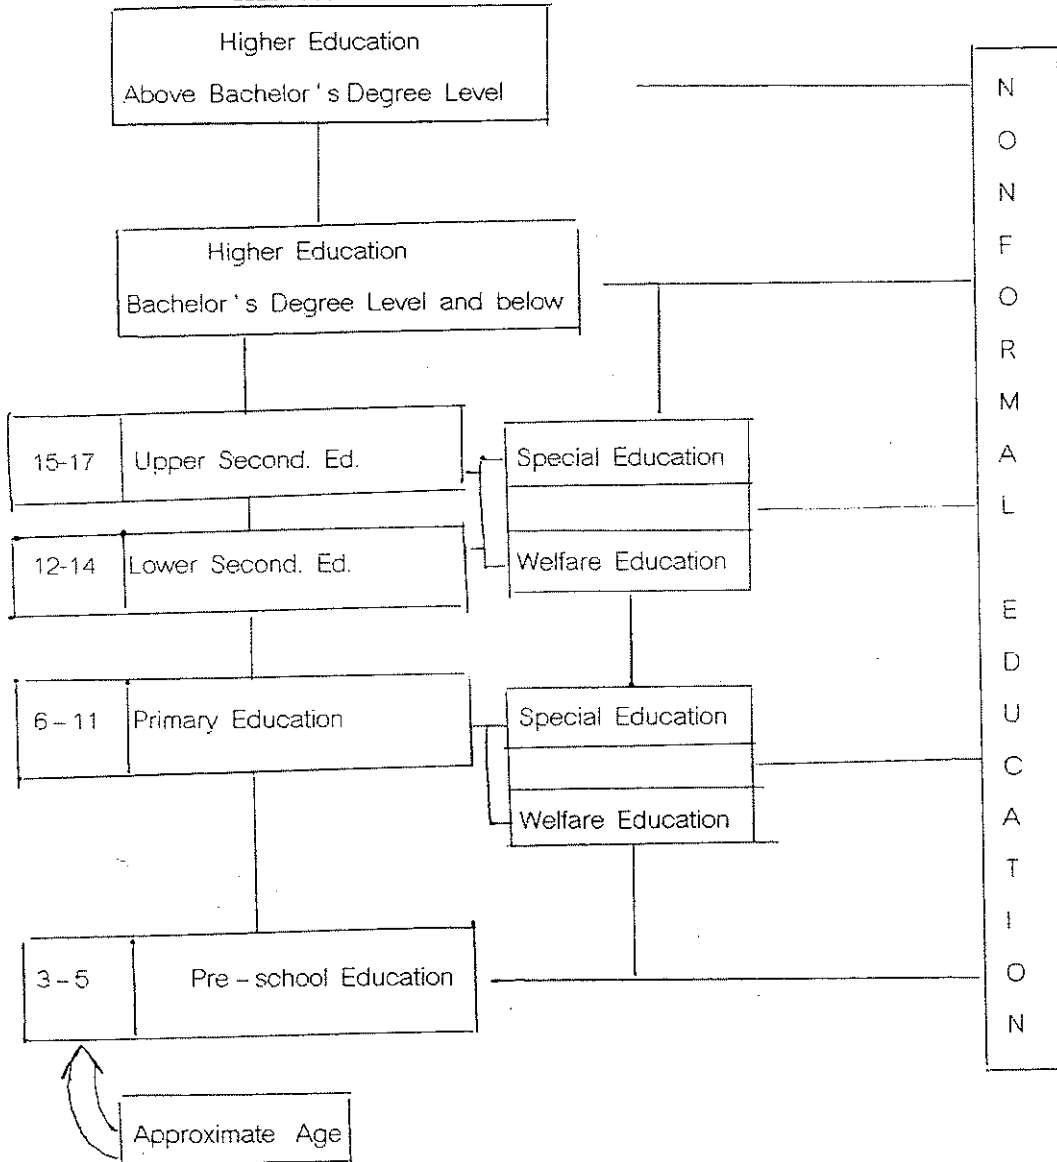 Higher Education
Above Bachelor's Degree Level
Higher Education
Bachelor's Degree Level and below
15-17 Upper Second. Ed.
Special Education
12-14 Lower Second. Ed.
Welfare Education
6-11 Primary Education
Special Education
Welfare Education
3-5 Pre-school Education
Approximate Age
NONFORMAL EDUCATION